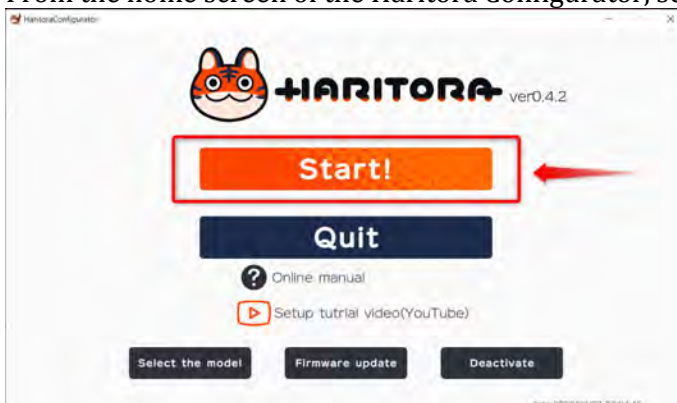 From the home screen of the Haritora Configurator, se
HaritoraConfigurator
HARITORA ver0.4.2
Start!
Quit
? Online manual
Setup tutrial video(YouTube)
Select the model Firmware update Deactivate